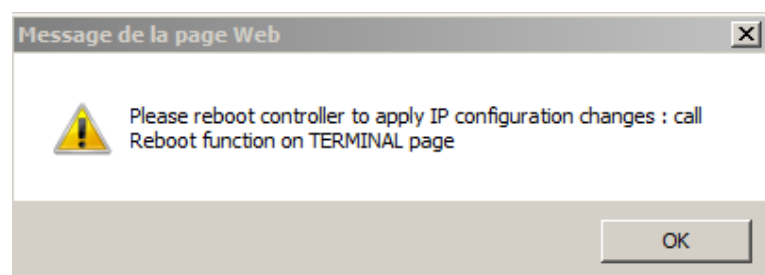 Message de la page Web
Please reboot controller to apply IP configuration changes : call
Reboot function on TERMINAL page
OK